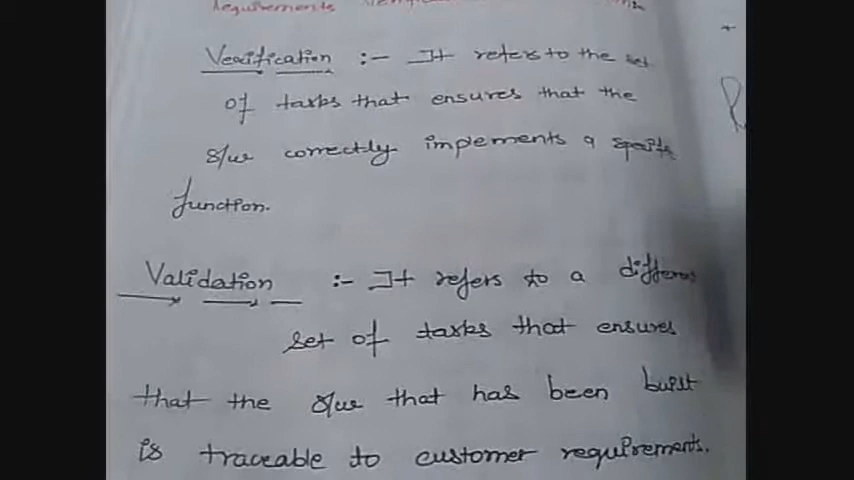 Requirements
Verification :- It refers to the set
of tasks that ensures that the
s/w correctly implements a specific
function.
Validation :- It refers to a different
set of tasks that ensures
that the s/w that has been built
is traceable to customer requirements.